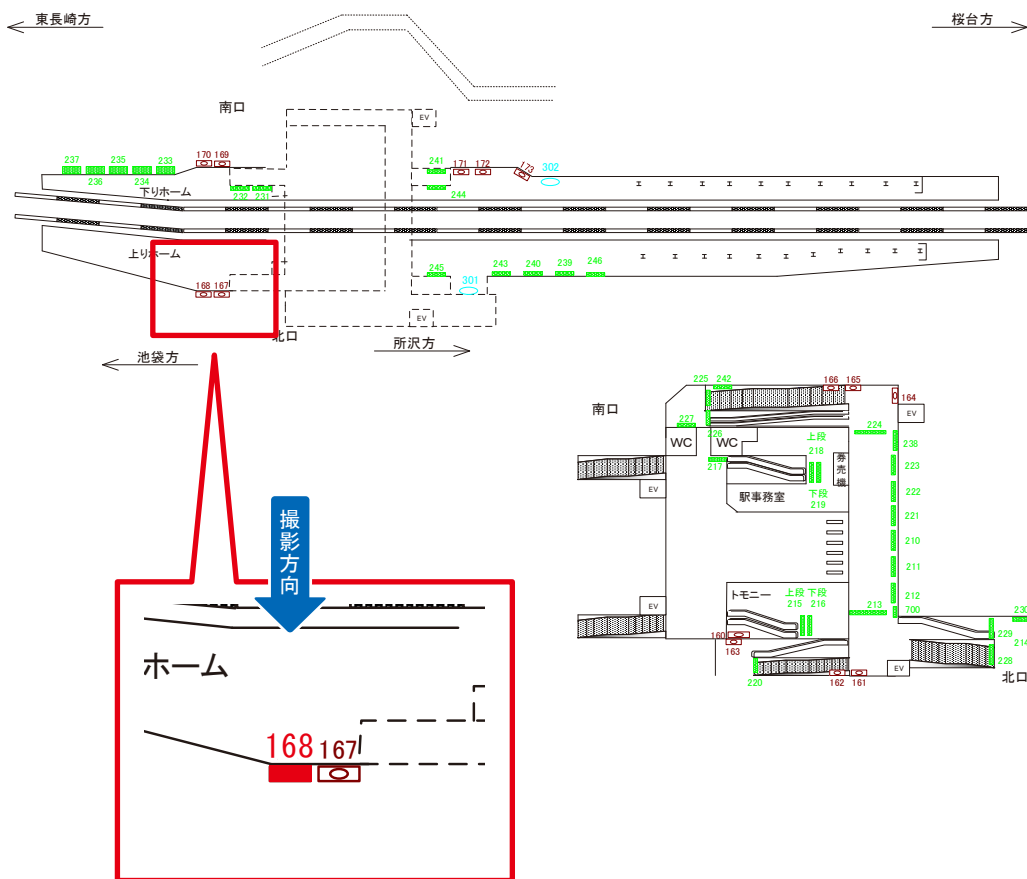 東長崎方
桜台方
南口
EV
237
235
233
170
169
241
171
172
173
302
236
234
232
231
244
下りホーム
上りホーム
245
243
240
239
246
301
168
167
EV
北口
所沢方
池袋方
225
242
166
165
164
南口
EV
227
226
224
WC
WC
上段
218
238
217
券売機
223
EV
駅事務室
下段
219
222
221
210
211
トモニー
上段
下段
215
216
212
EV
213
700
230
160
163
229
214
228
EV
220
162
161
北口
撮影方向
ホーム
168
167